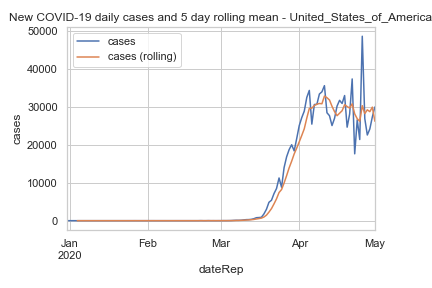 New COVID-19 daily cases and 5 day rolling mean - United_States_of_America
50000
cases
cases (rolling)
40000
30000
cases
20000
10000
0
Jan Feb Mar Apr May
2020
dateRep